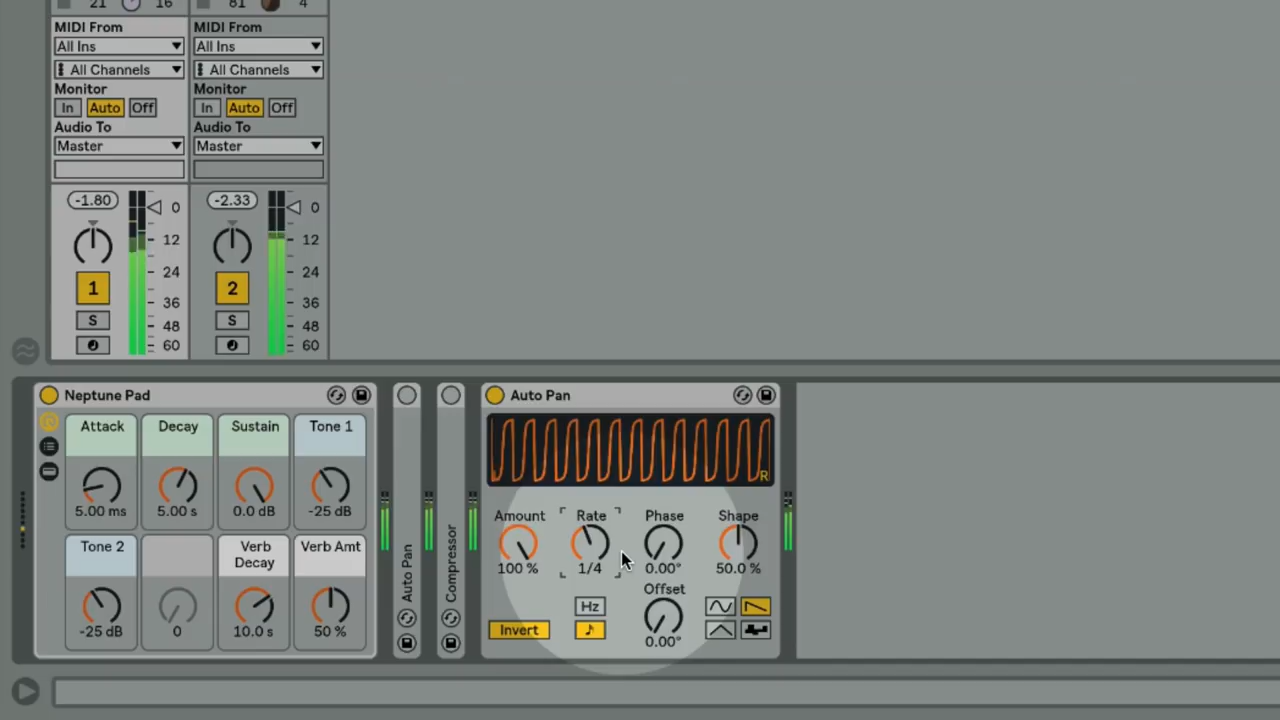 21 16 81 4
MIDI From MIDI From
All Ins All Ins
All Channels All Channels
Monitor Monitor
In Auto Off In Auto Off
Audio To Audio To
Master Master
-1.80 0 -2.33 0
12 12
24 24
1 36 2 36
S 48 S 48
60 60
Neptune Pad Auto Pan
Attack Decay Sustain Tone 1
R
5.00 ms 5.00 s 0.0 dB -25 dB
Amount Rate Phase Shape
100 % 1/4 0.00° 50.0 %
Tone 2 Verb Decay Verb Amt
Auto Pan Compressor
Offset
Hz
-25 dB 0 10.0 s 50 %
Invert 0.00°